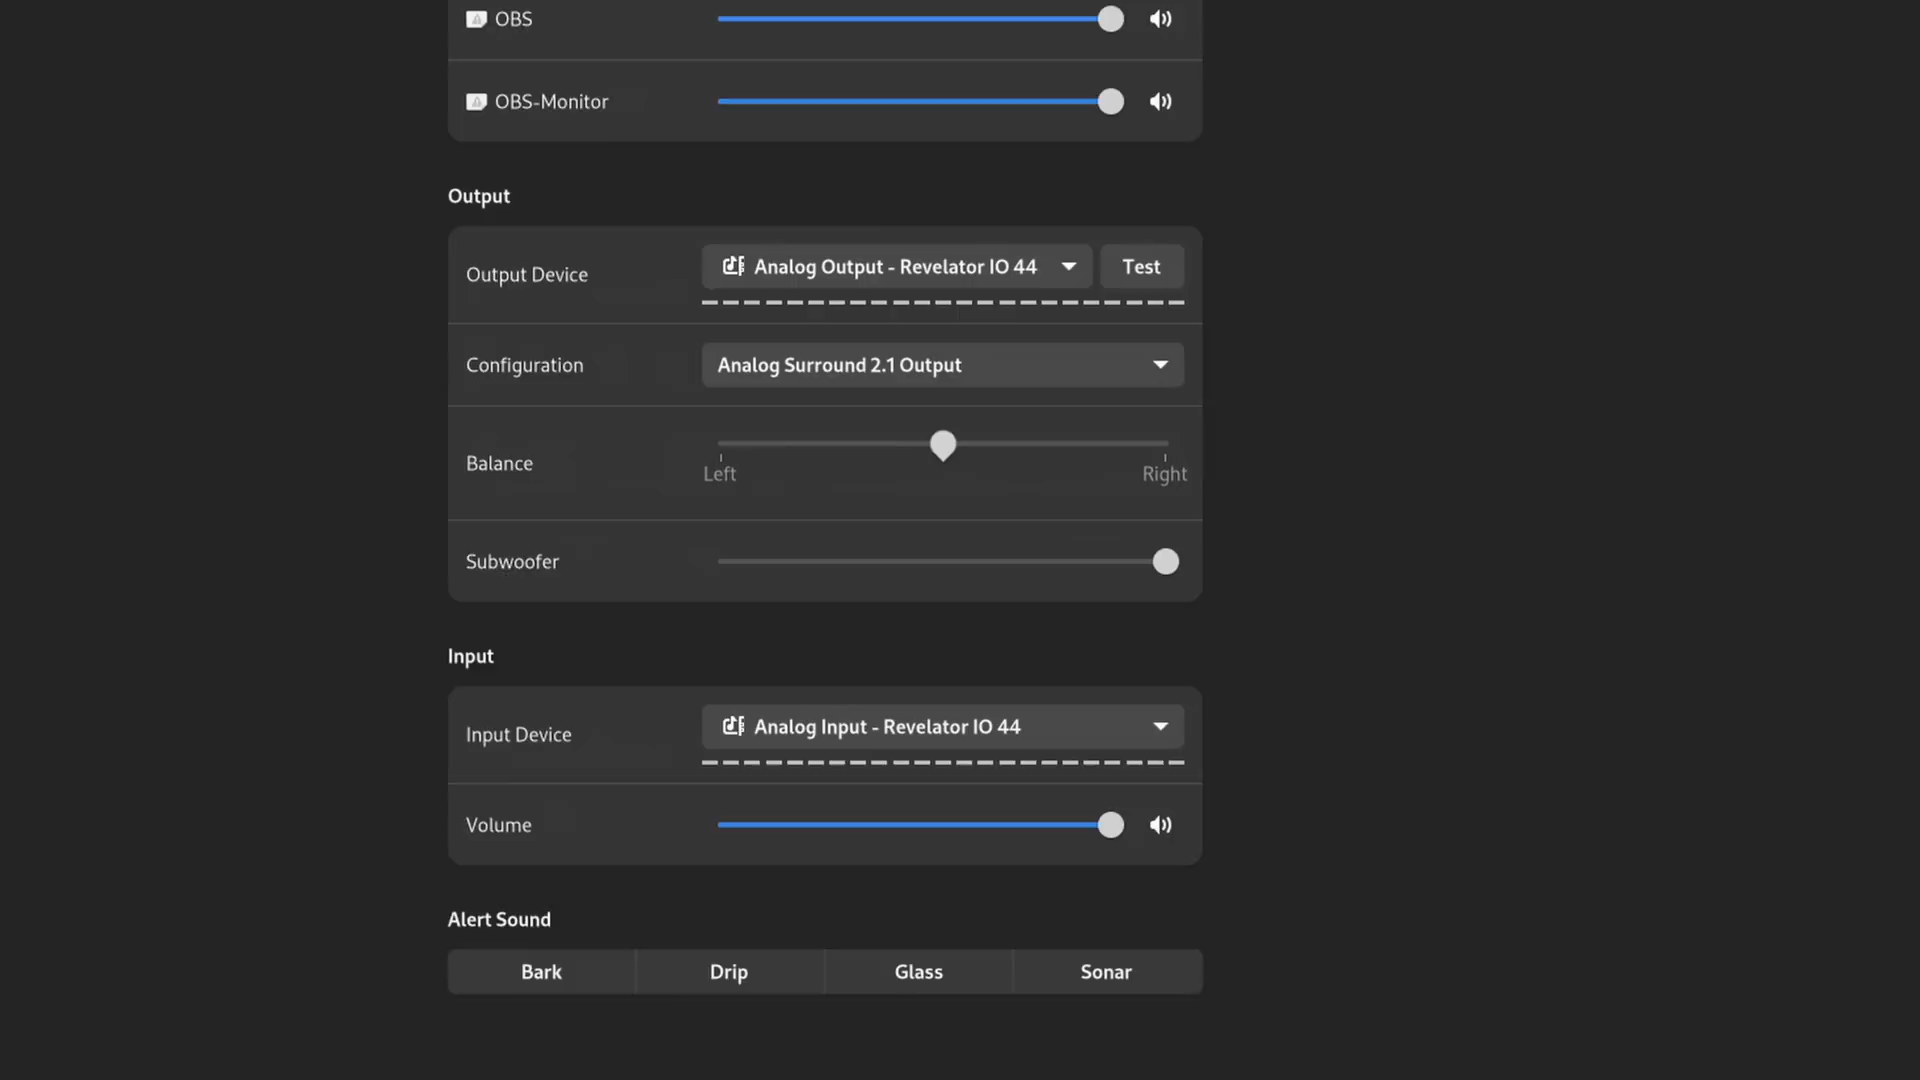 OBS
OBS-Monitor
Output
Output Device
Analog Output - Revelator IO 44
Test
Configuration
Analog Surround 2.1 Output
Balance
Left
Right
Subwoofer
Input
Input Device
Analog Input - Revelator IO 44
Volume
Alert Sound
Bark
Drip
Glass
Sonar